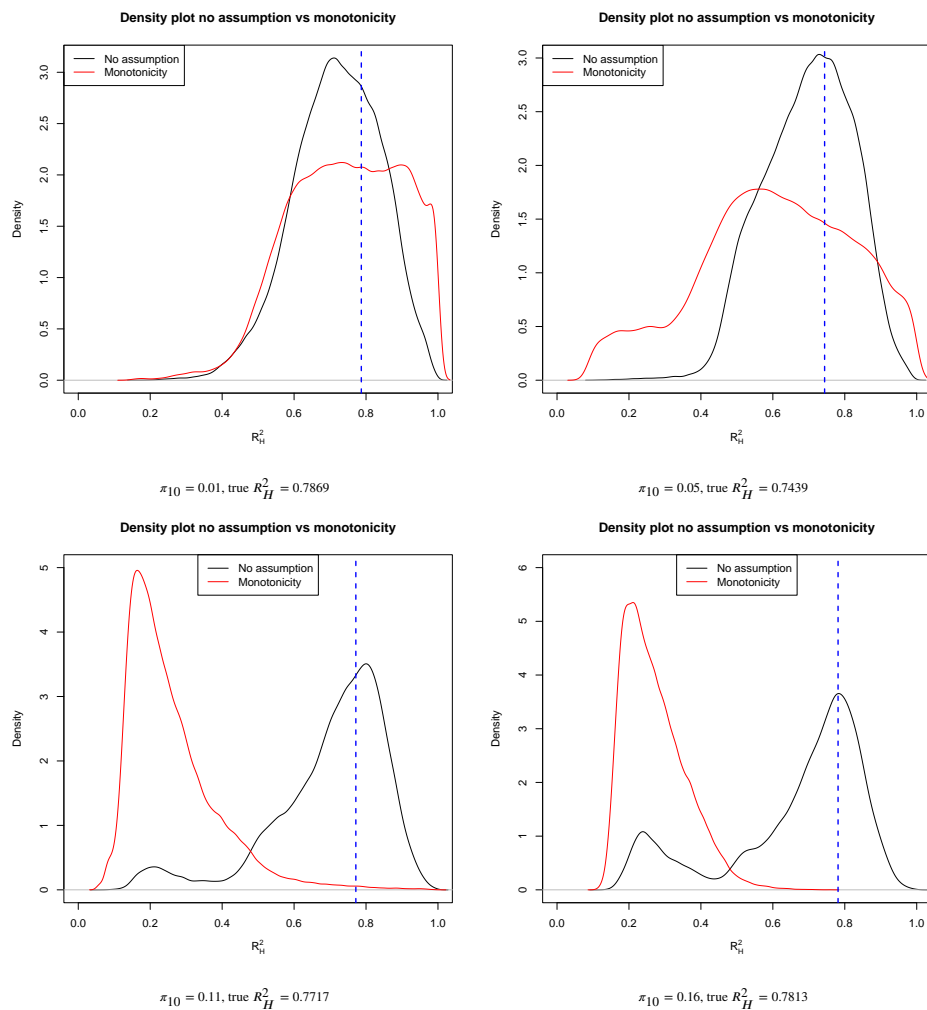 Density plot no assumption vs monotonicity
No assumption
Monotonicity
Density
0.0 0.5 1.0 1.5 2.0 2.5 3.0
0.0 0.2 0.4 0.6 0.8 1.0
R²_H
π10 = 0.01, true R²_H = 0.7869
Density plot no assumption vs monotonicity
No assumption
Monotonicity
Density
0.0 0.5 1.0 1.5 2.0 2.5 3.0
0.0 0.2 0.4 0.6 0.8 1.0
R²_H
π10 = 0.05, true R²_H = 0.7439
Density plot no assumption vs monotonicity
No assumption
Monotonicity
Density
0 1 2 3 4 5
0.0 0.2 0.4 0.6 0.8 1.0
R²_H
π10 = 0.11, true R²_H = 0.7717
Density plot no assumption vs monotonicity
No assumption
Monotonicity
Density
0 1 2 3 4 5 6
0.0 0.2 0.4 0.6 0.8 1.0
R²_H
π10 = 0.16, true R²_H = 0.7813